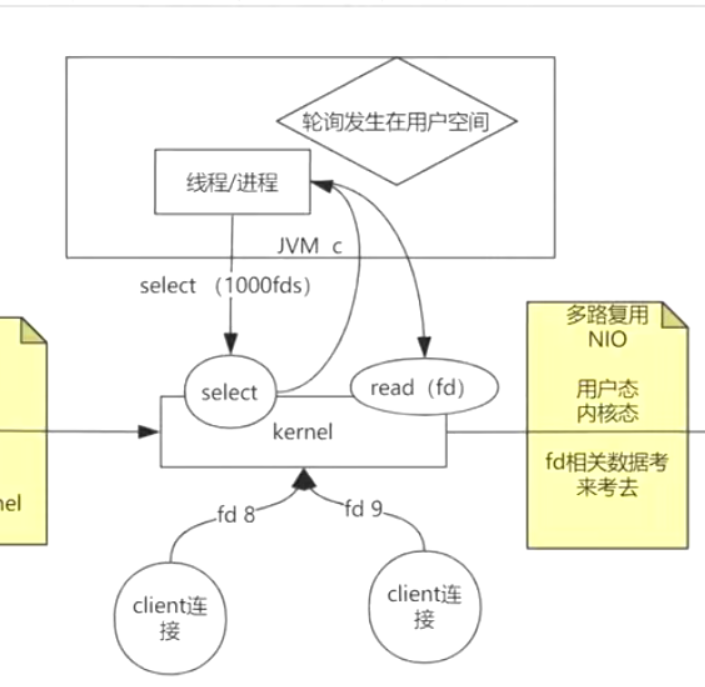 轮询发生在用户空间
线程/进程
JVM c
select （1000fds）
多路复用
NIO
用户态
内核态
fd相关数据考
来考去
select
read（fd）
kernel
nel
fd 8
fd 9
client连
接
client连
接